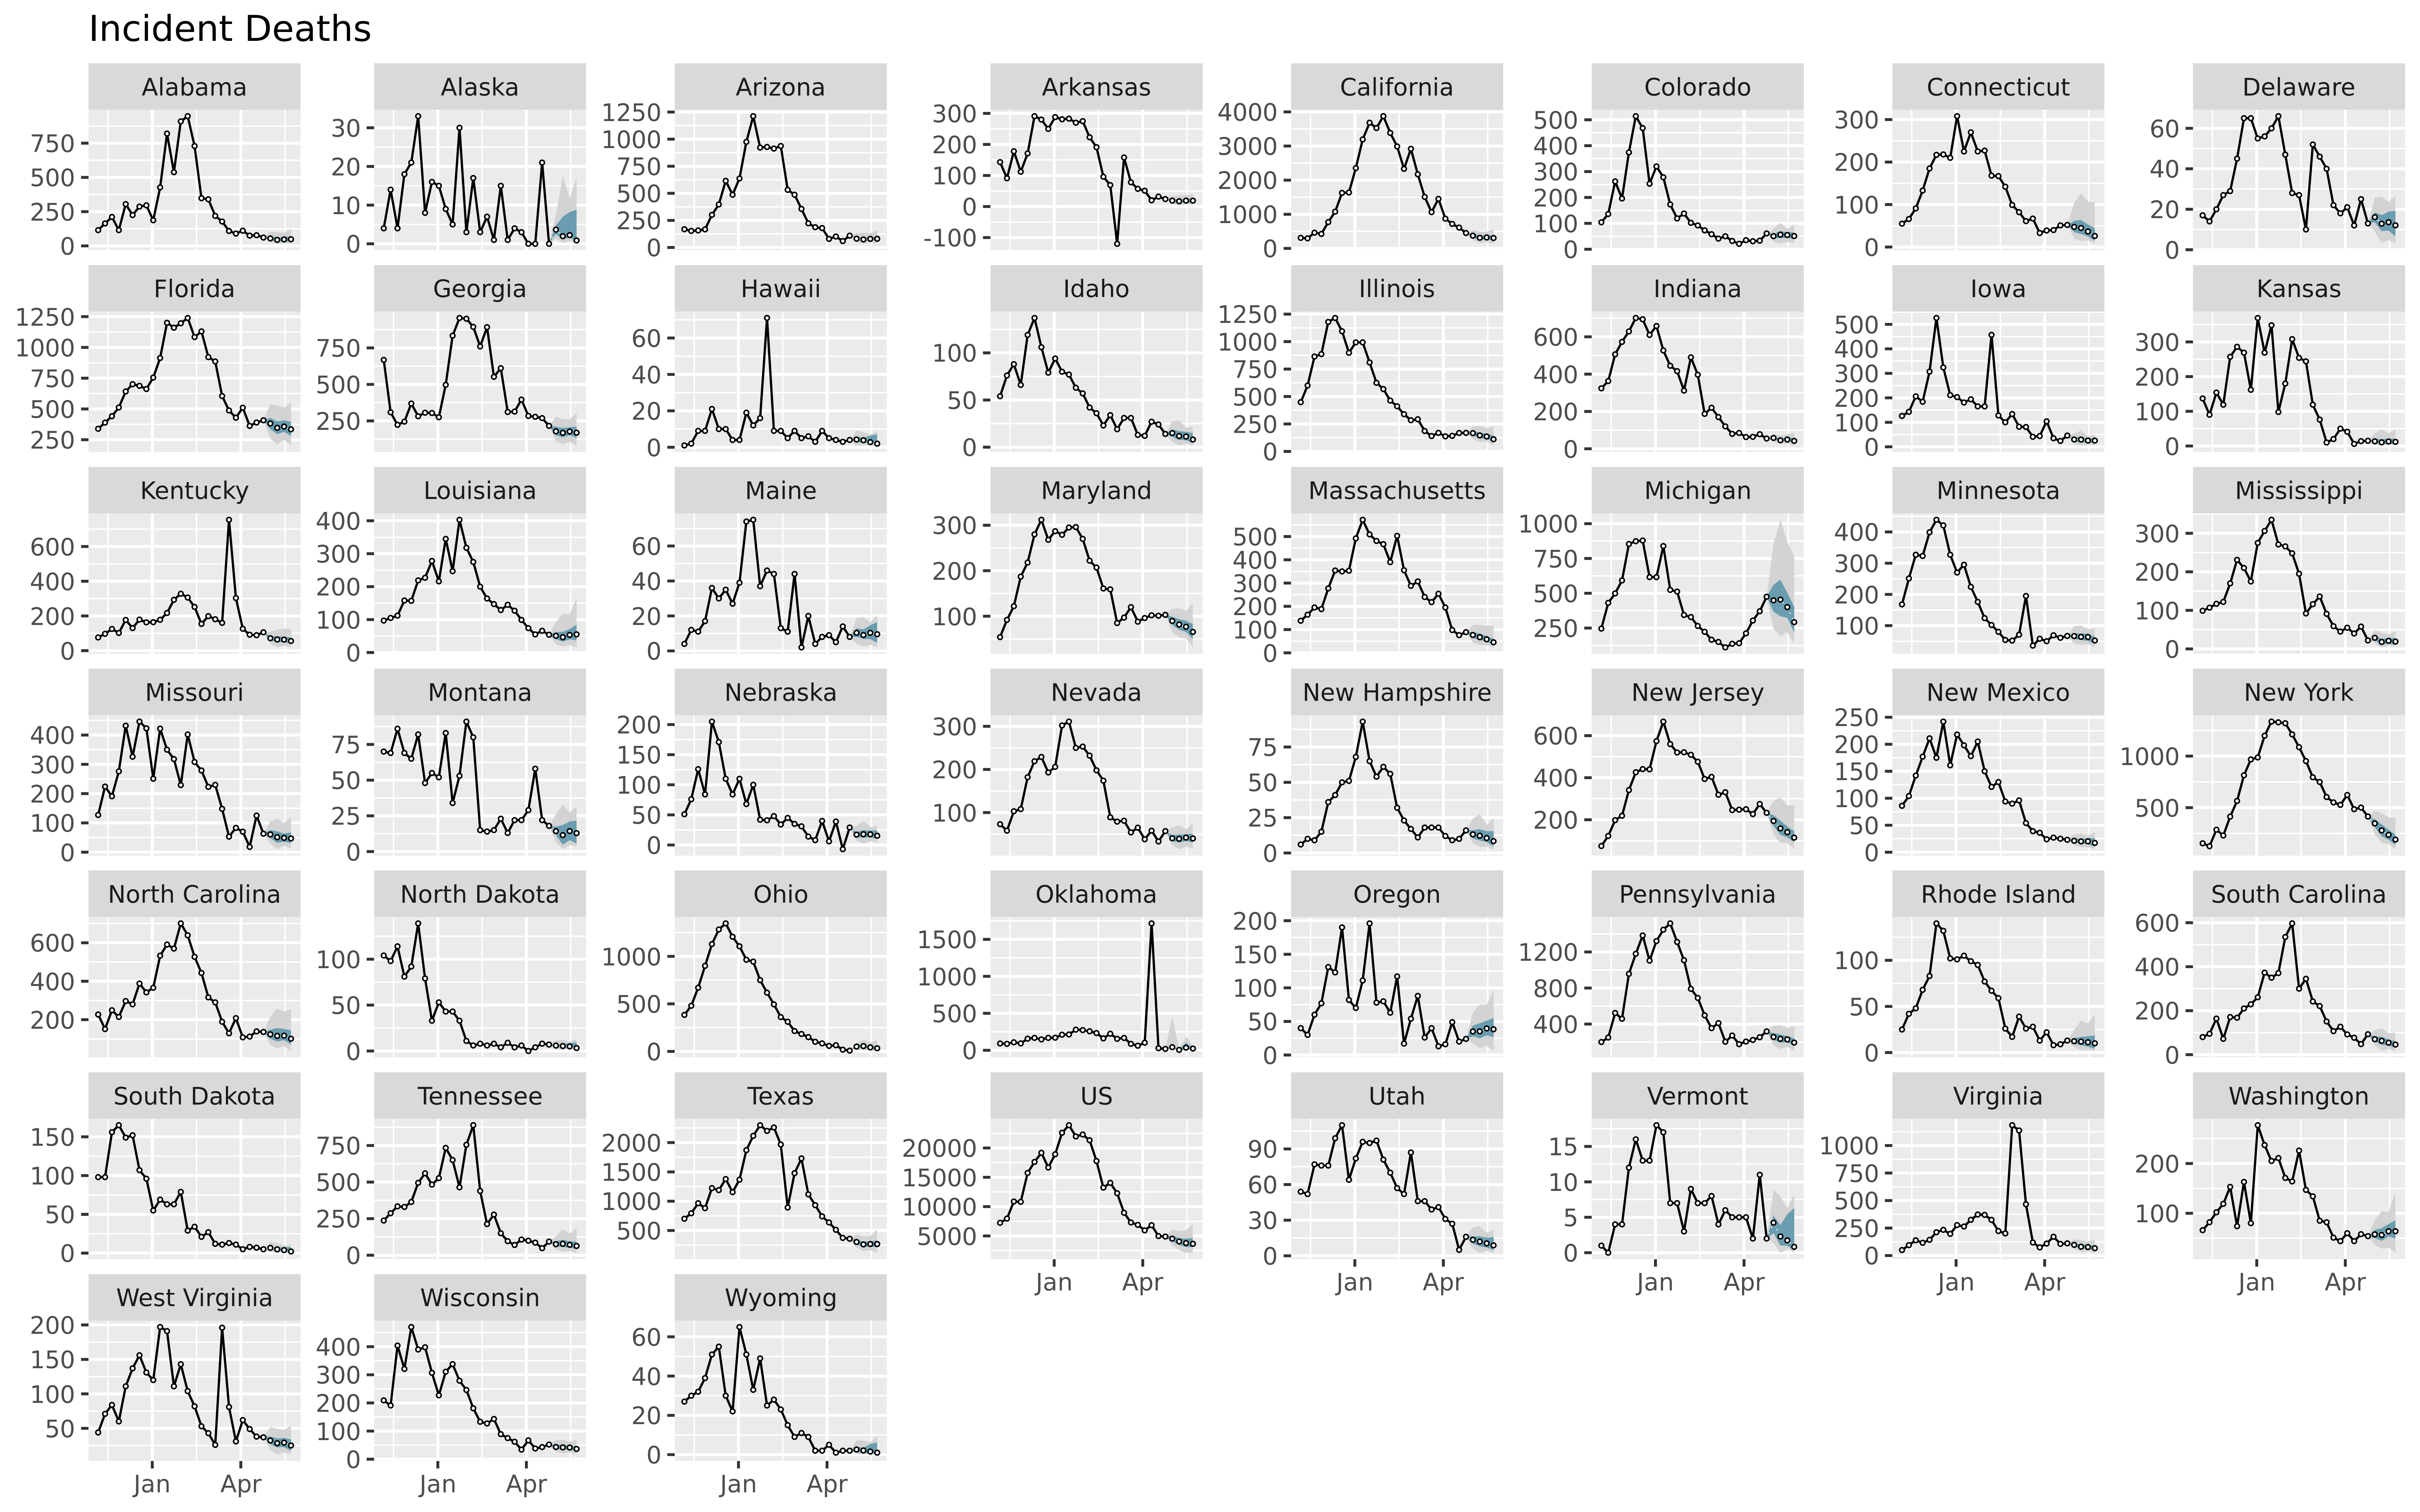 Incident Deaths
Alabama Alaska Arizona Arkansas California Colorado Connecticut Delaware
750 500 250 0
30 20 10 0
1250 1000 750 500 250 0
300 200 100 0 -100
4000 3000 2000 1000 0
500 400 300 200 100 0
300 200 100 0
60 40 20 0
Florida Georgia Hawaii Idaho Illinois Indiana Iowa Kansas
1250 1000 750 500 250
750 500 250
60 40 20 0
100 50 0
1250 1000 750 500 250 0
600 400 200 0
500 400 300 200 100 0
300 200 100 0
Kentucky Louisiana Maine Maryland Massachusetts Michigan Minnesota Mississippi
600 400 200 0
400 300 200 100 0
60 40 20 0
300 200 100
500 400 300 200 100 0
1000 750 500 250
400 300 200 100
300 200 100 0
Missouri Montana Nebraska Nevada New Hampshire New Jersey New Mexico New York
400 300 200 100 0
75 50 25 0
200 150 100 50 0
300 200 100
75 50 25 0
600 400 200
250 200 150 100 50 0
1000 500
North Carolina North Dakota Ohio Oklahoma Oregon Pennsylvania Rhode Island South Carolina
600 400 200
100 50 0
1000 500 0
1500 1000 500 0
200 150 100 50 0
1200 800 400
100 50 0
600 400 200 0
South Dakota Tennessee Texas US Utah Vermont Virginia Washington
150 100 50 0
750 500 250 0
2000 1500 1000 500
20000 15000 10000 5000
90 60 30 0
15 10 5 0
1000 750 500 250 0
200 100
Jan Apr Jan Apr Jan Apr Jan Apr Jan Apr
West Virginia Wisconsin Wyoming
200 150 100 50
400 300 200 100 0
60 40 20 0
Jan Apr Jan Apr Jan Apr